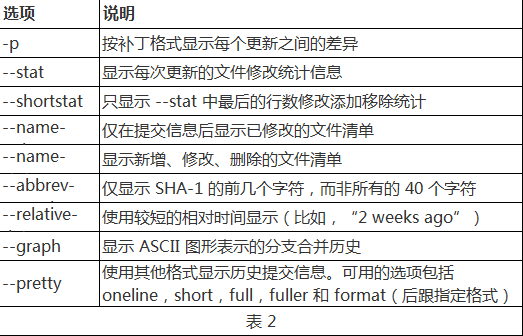 选项 说明
-p 按补丁格式显示每个更新之间的差异
--stat 显示每次更新的文件修改统计信息
--shortstat 只显示 --stat 中最后的行数修改添加移除统计
--name- 仅在提交信息后显示已修改的文件清单
--name- 显示新增、修改、删除的文件清单
--abbrev- 仅显示 SHA-1 的前几个字符，而非所有的 40 个字符
--relative- 使用较短的相对时间显示（比如，“2 weeks ago”）
--graph 显示 ASCII 图形表示的分支合并历史
--pretty 使用其他格式显示历史提交信息。可用的选项包括
oneline，short，full，fuller 和 format（后跟指定格式）
表 2